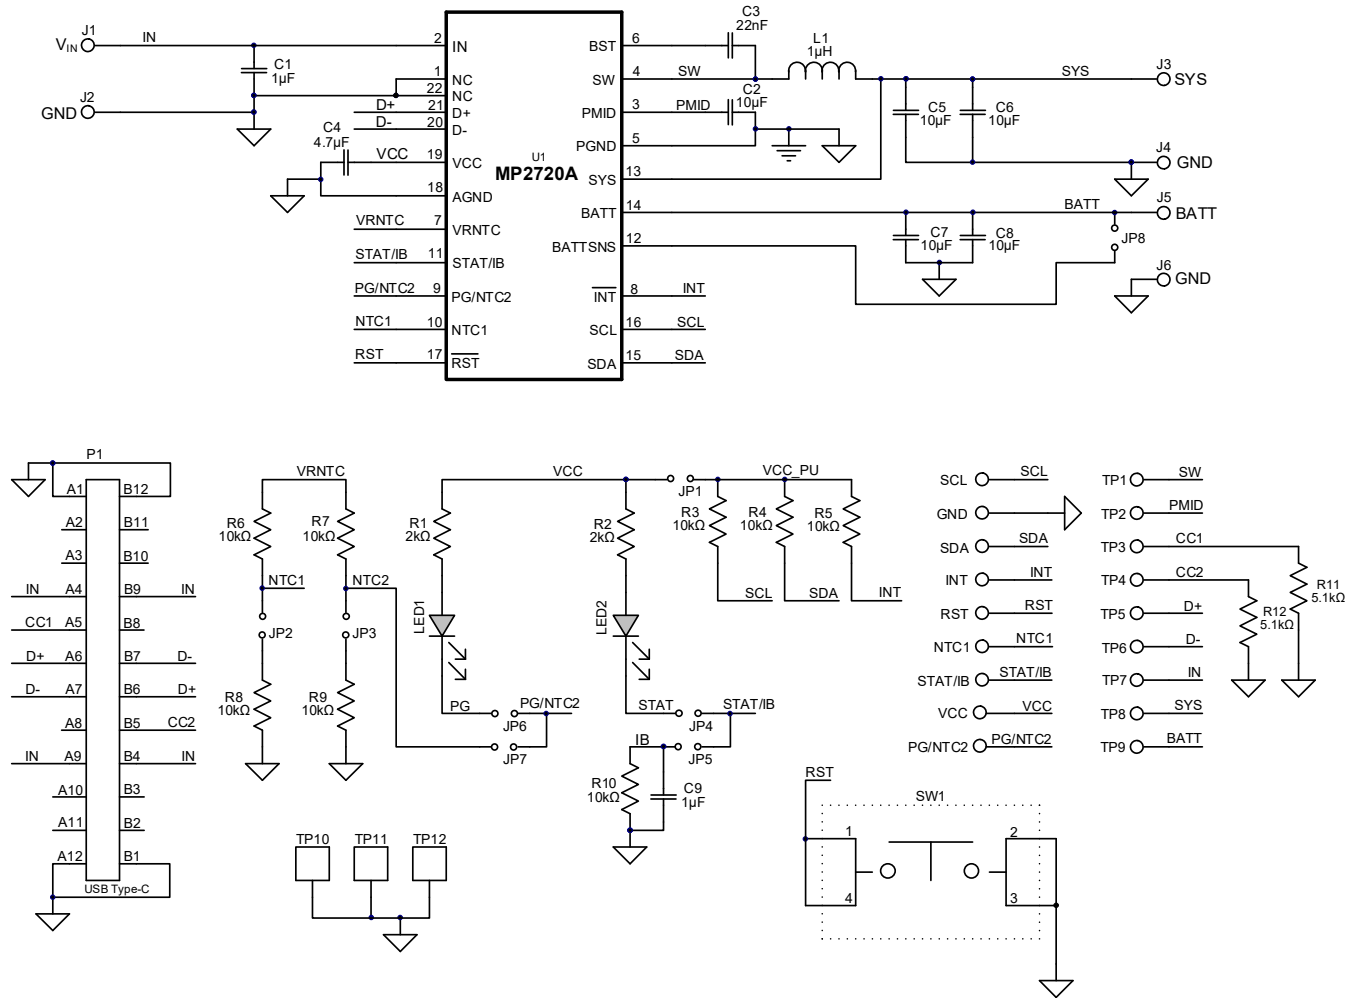 J1
VIN
IN
J2
GND
C1
1µF
D+
D-
C4
4.7µF
VCC
VRNTC
STAT/IB
PG/NTC2
NTC1
RST
2 IN
1 NC
22 NC
21 D+
20 D-
19 VCC
18 AGND
7 VRNTC
11 STAT/IB
9 PG/NTC2
10 NTC1
17 RST
U1
MP2720A
BST 6
SW 4
PMID 3
PGND 5
SYS 13
BATT 14
BATTSNS 12
INT 8
SCL 16
SDA 15
C3
22nF
SW
L1
1µH
PMID
C2
10µF
SYS
J3
SYS
C5
10µF
C6
10µF
J4
GND
BATT
J5
BATT
C7
10µF
C8
10µF
JP8
J6
GND
INT
SCL
SDA
P1
A1 B12
A2 B11
A3 B10
IN A4 B9 IN
CC1 A5 B8
D+ A6 B7 D-
D- A7 B6 D+
A8 B5 CC2
IN A9 B4 IN
A10 B3
A11 B2
A12 B1
USB Type-C
VRNTC
R6
10kΩ
R7
10kΩ
NTC1
NTC2
JP2
JP3
R8
10kΩ
R9
10kΩ
VCC
R1
2kΩ
LED1
PG
JP6
PG/NTC2
JP7
R2
2kΩ
LED2
STAT
JP4
STAT/IB
IB
JP5
R10
10kΩ
C9
1µF
JP1
VCC_PU
R3
10kΩ
R4
10kΩ
R5
10kΩ
SCL
SDA
INT
TP10
TP11
TP12
SCL SCL
GND
SDA SDA
INT INT
RST RST
NTC1 NTC1
STAT/IB STAT/IB
VCC VCC
PG/NTC2 PG/NTC2
TP1 SW
TP2 PMID
TP3 CC1
TP4 CC2
TP5 D+
TP6 D-
TP7 IN
TP8 SYS
TP9 BATT
R11
5.1kΩ
R12
5.1kΩ
RST
SW1
1 2
4 3